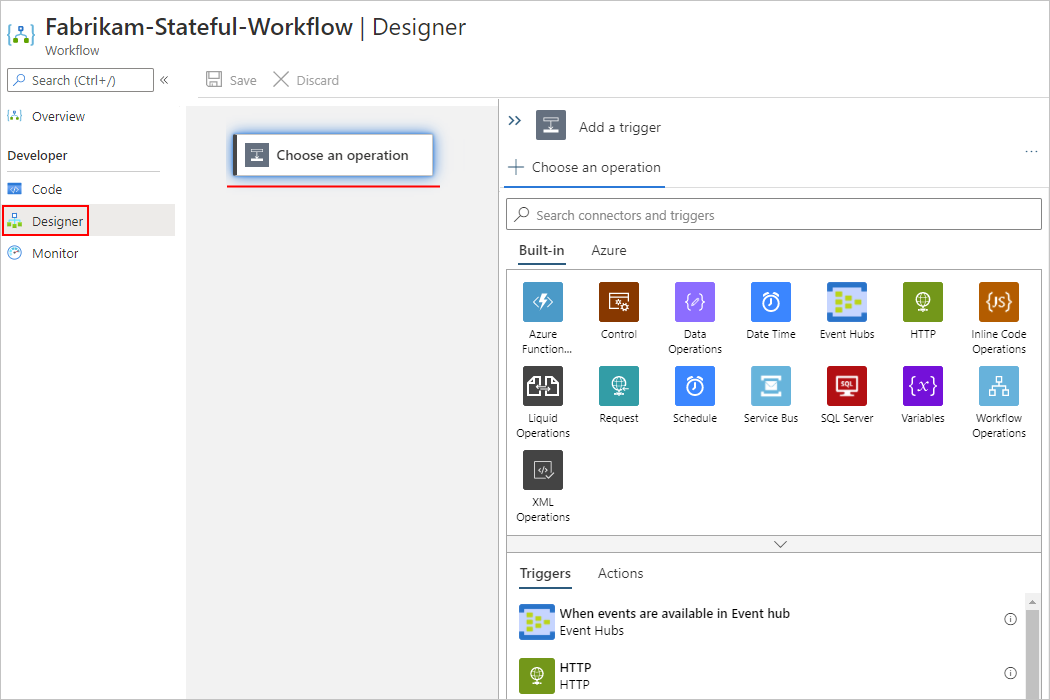 Fabrikam-Stateful-Workflow | Designer
Workflow
Search (Ctrl+/)
«
Save
Discard
Overview
Developer
Code
Designer
Monitor
Choose an operation
Add a trigger
...
Choose an operation
Search connectors and triggers
Built-in
Azure
Azure
Function...
Control
Data
Operations
Date Time
Event Hubs
HTTP
{JS}
Inline Code
Operations
Liquid
Operations
Request
Schedule
Service Bus
SQL
SQL Server
{x}
Variables
Workflow
Operations
XML
Operations
Triggers
Actions
When events are available in Event hub
Event Hubs
HTTP
HTTP